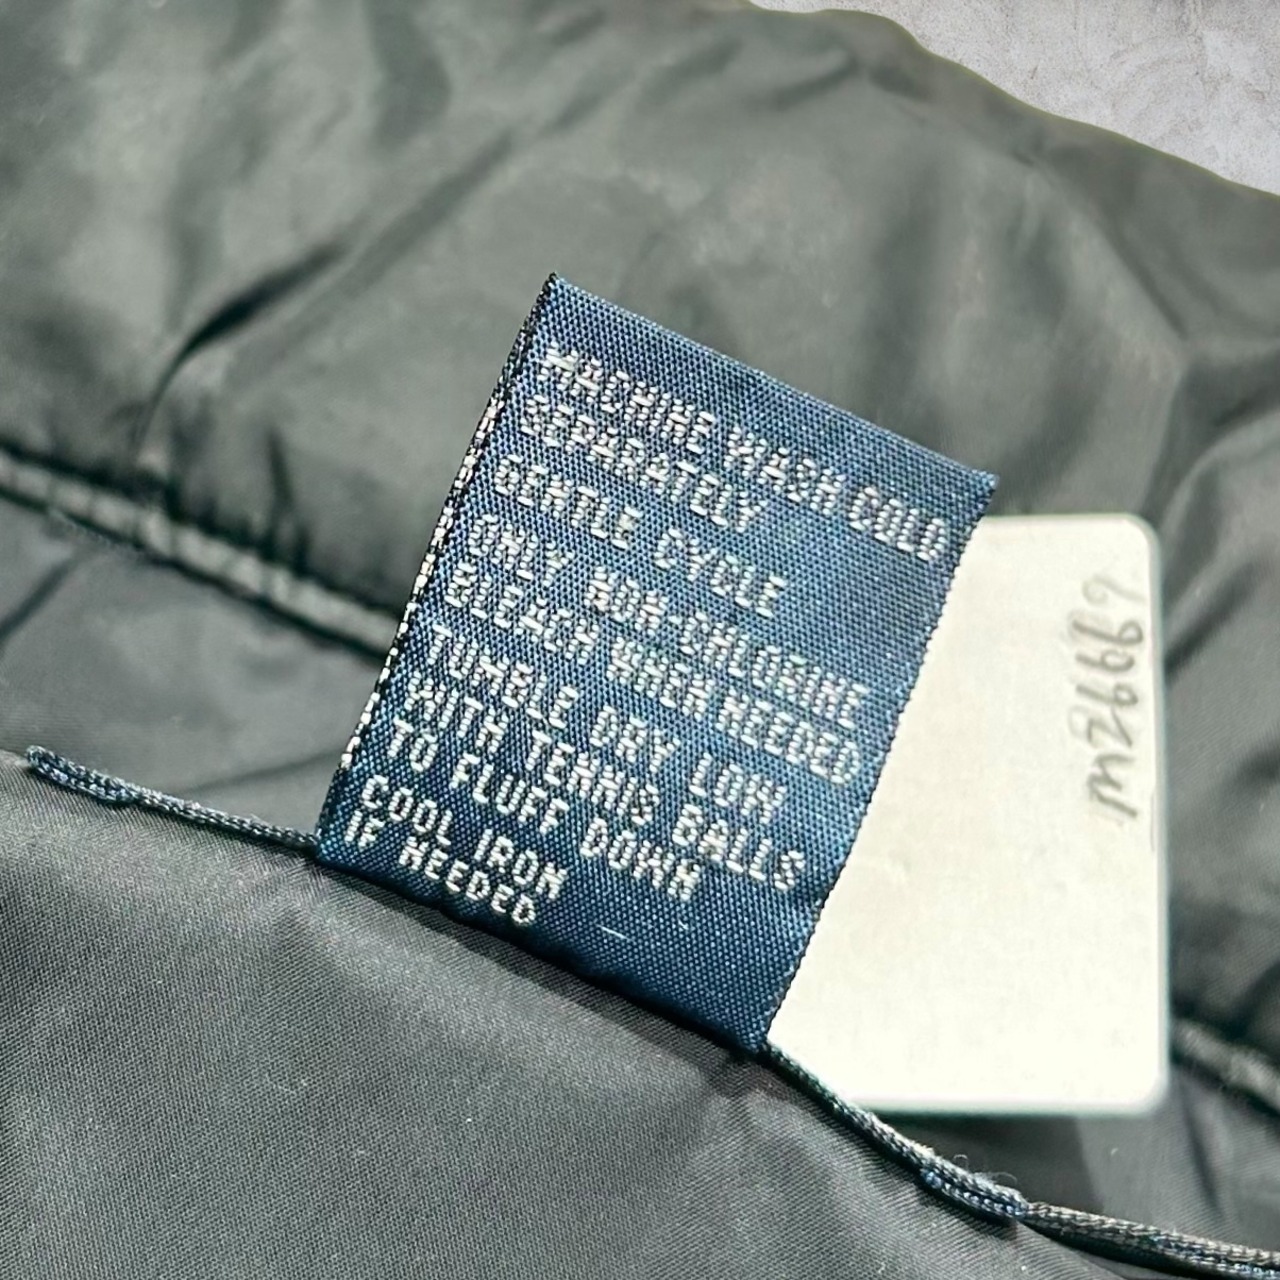 MACHINE WASH COLD
SEPARATELY
GENTLE CYCLE
ONLY NON-CHLORINE
BLEACH WHEN NEEDED
TUMBLE DRY LOW
WITH TENNIS BALLS
TO FLUFF DOWN
COOL IRON
IF NEEDED